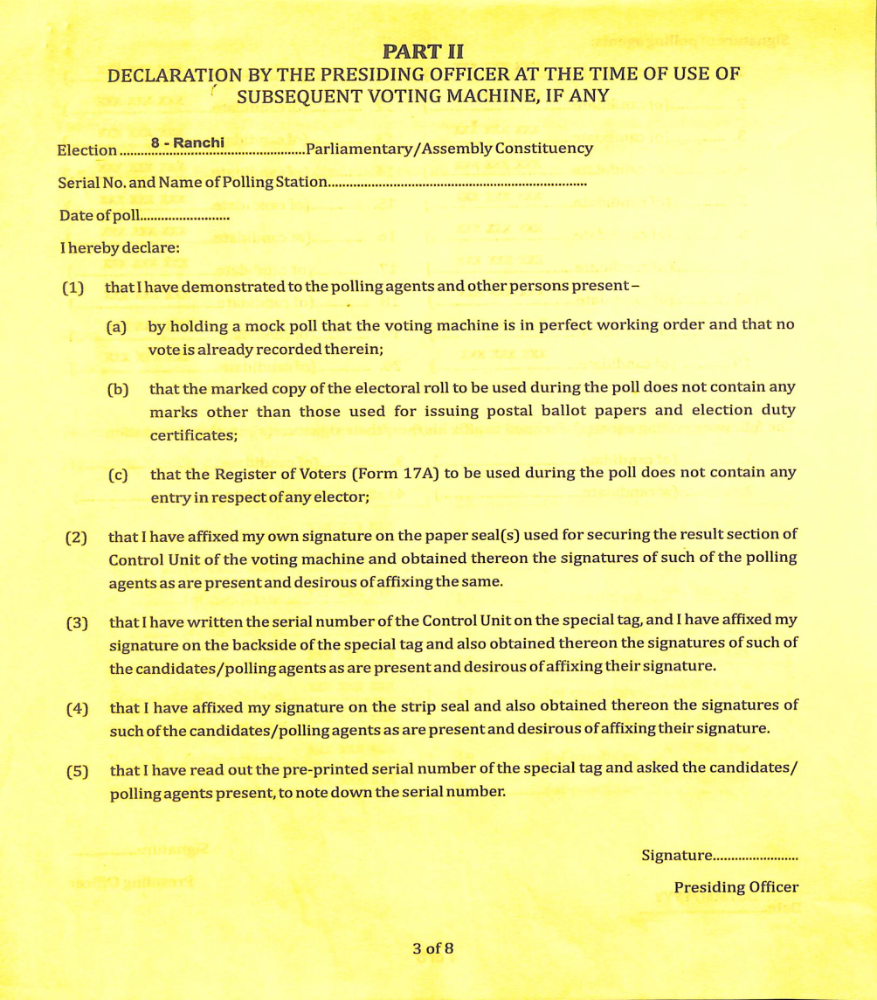 PART II
DECLARATION BY THE PRESIDING OFFICER AT THE TIME OF USE OF
SUBSEQUENT VOTING MACHINE, IF ANY
Election ........8 - Ranchi........Parliamentary/Assembly Constituency
Serial No. and Name of Polling Station.......................................................................
Date of poll.........................
I hereby declare:
(1) that I have demonstrated to the polling agents and other persons present –
(a) by holding a mock poll that the voting machine is in perfect working order and that no
vote is already recorded therein;
(b) that the marked copy of the electoral roll to be used during the poll does not contain any
marks other than those used for issuing postal ballot papers and election duty
certificates;
(c) that the Register of Voters (Form 17A) to be used during the poll does not contain any
entry in respect of any elector;
(2) that I have affixed my own signature on the paper seal(s) used for securing the result section of
Control Unit of the voting machine and obtained thereon the signatures of such of the polling
agents as are present and desirous of affixing the same.
(3) that I have written the serial number of the Control Unit on the special tag, and I have affixed my
signature on the backside of the special tag and also obtained thereon the signatures of such of
the candidates/polling agents as are present and desirous of affixing their signature.
(4) that I have affixed my signature on the strip seal and also obtained thereon the signatures of
such of the candidates/polling agents as are present and desirous of affixing their signature.
(5) that I have read out the pre-printed serial number of the special tag and asked the candidates/
polling agents present, to note down the serial number.
Signature........................
Presiding Officer
3 of 8